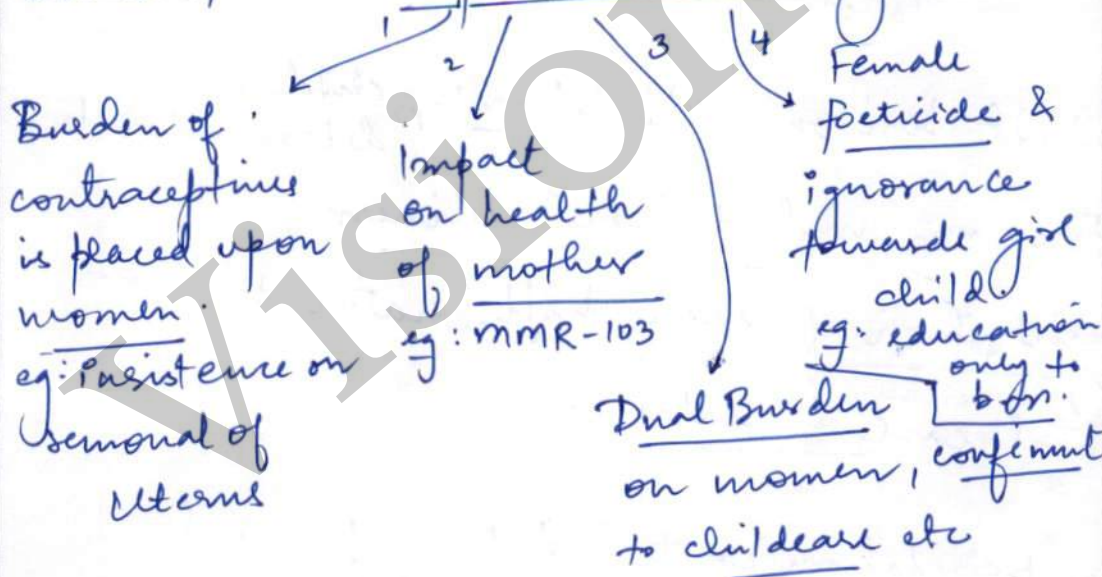 1
Burden of
contraceptives
is placed upon
women.
eg: insistence on
removal of
Uterus
2
Impact
on health
of mother
eg: MMR-103
3
Dual Burden
on women, confinmt
to childcare etc
4
Female
foeticide &
ignorance
towards girl
child
eg. education
only to
boy.
Vision